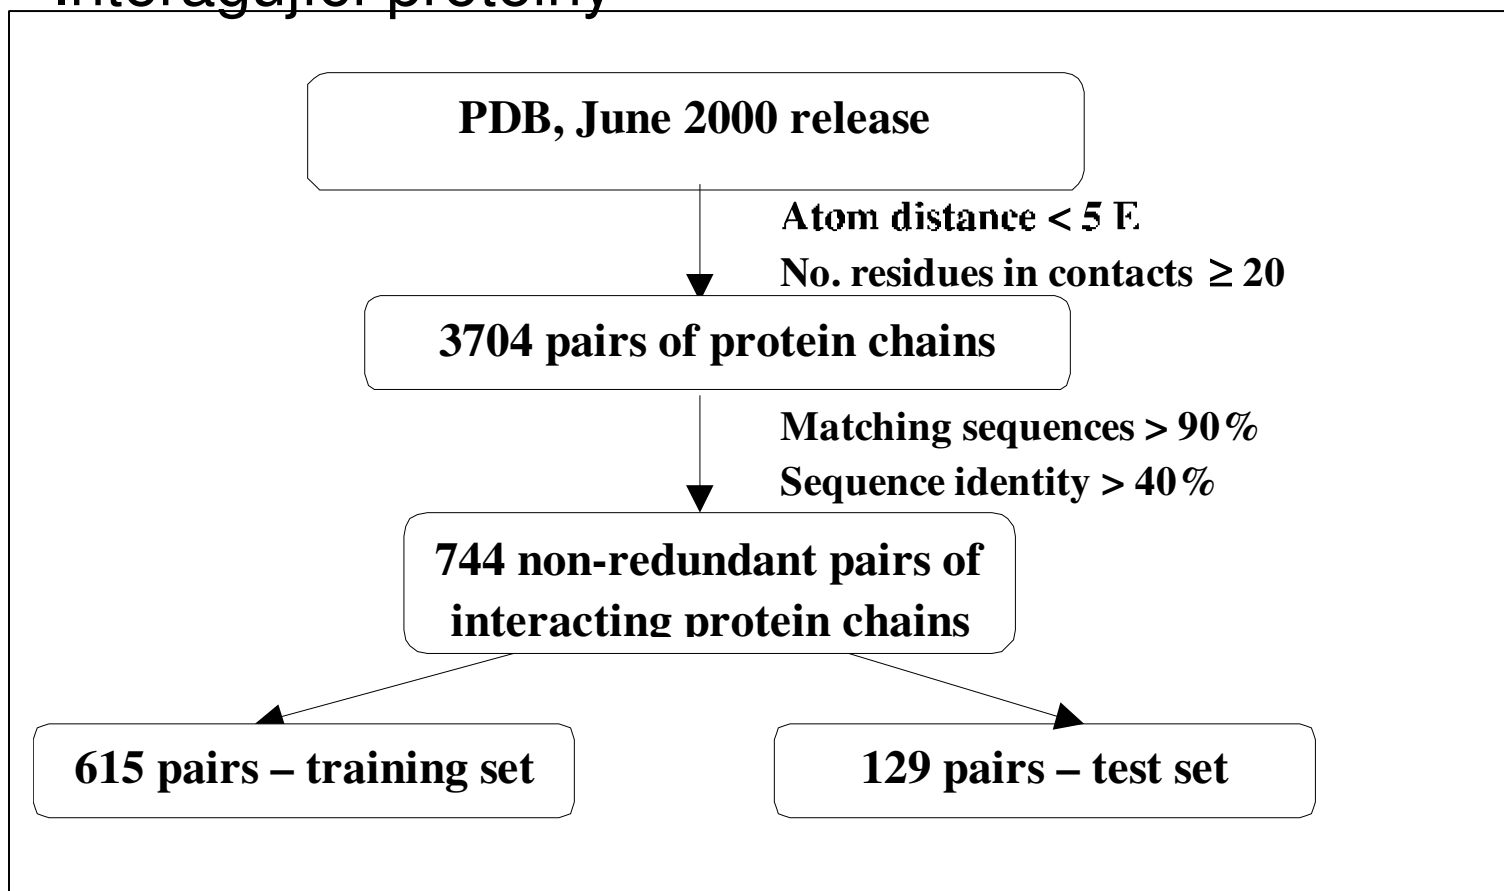 Interagující proteiny
PDB, June 2000 release
Atom distance < 5 E
No. residues in contacts ≥ 20
3704 pairs of protein chains
Matching sequences > 90%
Sequence identity > 40%
744 non-redundant pairs of
interacting protein chains
615 pairs – training set
129 pairs – test set